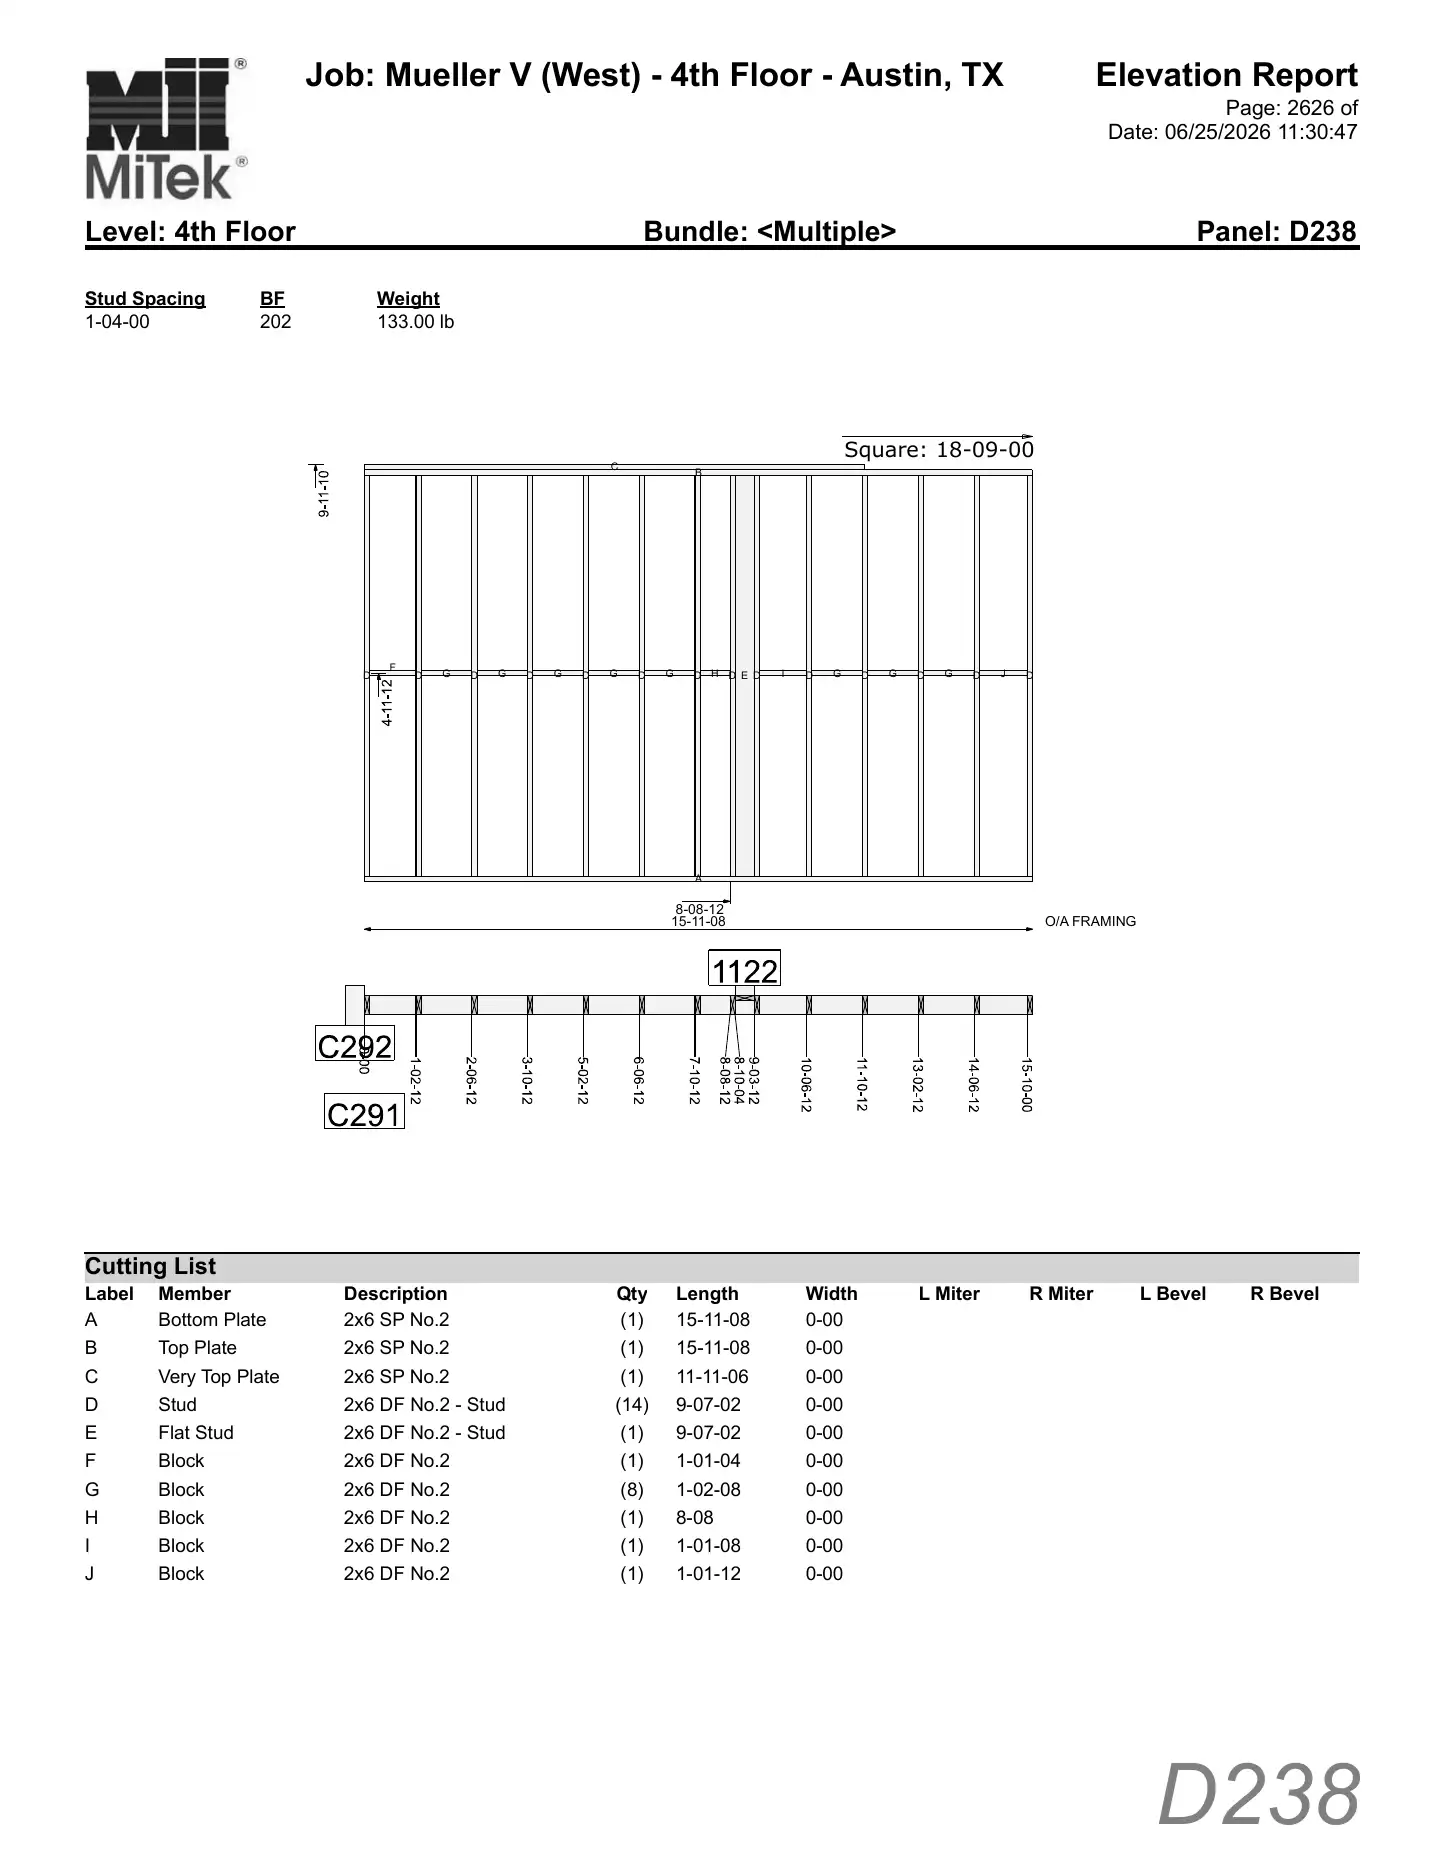 Job: Mueller V (West) - 4th Floor - Austin, TX
Elevation Report
Page: 2626 of
Date: 06/25/2026 11:30:47
MiTek®
Level: 4th Floor Bundle: <Multiple> Panel: D238
Stud Spacing BF Weight
1-04-00 202 133.00 lb
Square: 18-09-00
C
B
9-11-10
F G G G G G H E I G G G J
D D D D D D D D D D D D D D
4-11-12
A
8-08-12
15-11-08
O/A FRAMING
1122
C292
C291
1-02-12 2-06-12 3-10-12 5-02-12 6-06-12 7-10-12 8-08-12 8-10-04 9-03-12 10-06-12 11-10-12 13-02-12 14-06-12 15-10-00
Cutting List
Label Member Description Qty Length Width L Miter R Miter L Bevel R Bevel
A Bottom Plate 2x6 SP No.2 (1) 15-11-08 0-00
B Top Plate 2x6 SP No.2 (1) 15-11-08 0-00
C Very Top Plate 2x6 SP No.2 (1) 11-11-06 0-00
D Stud 2x6 DF No.2 - Stud (14) 9-07-02 0-00
E Flat Stud 2x6 DF No.2 - Stud (1) 9-07-02 0-00
F Block 2x6 DF No.2 (1) 1-01-04 0-00
G Block 2x6 DF No.2 (8) 1-02-08 0-00
H Block 2x6 DF No.2 (1) 8-08 0-00
I Block 2x6 DF No.2 (1) 1-01-08 0-00
J Block 2x6 DF No.2 (1) 1-01-12 0-00
D238